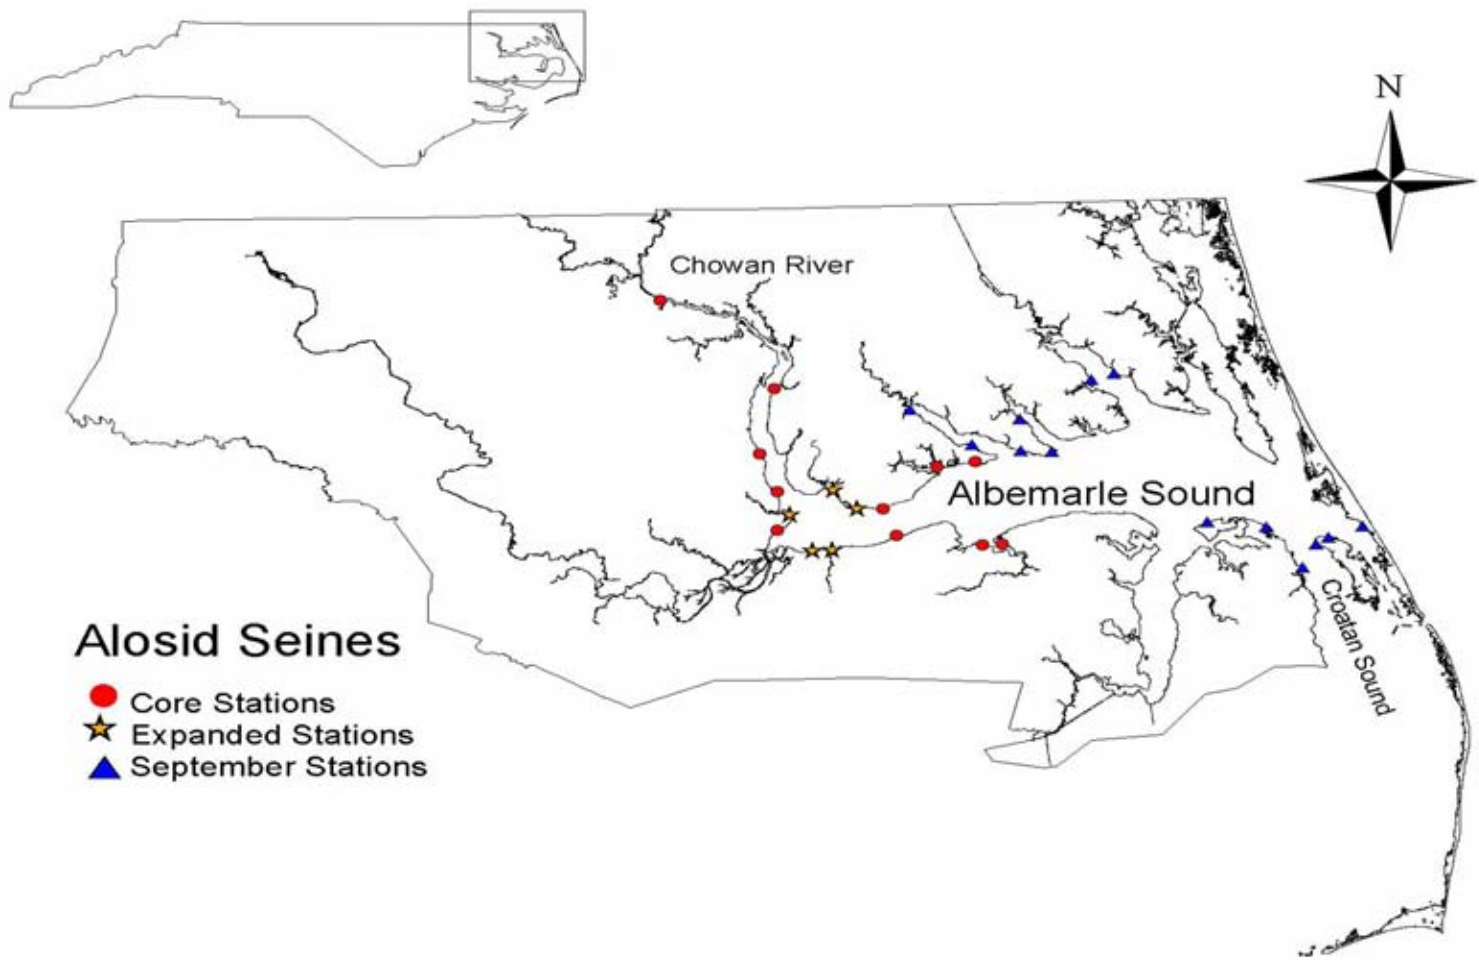 N
Chowan River
Albemarle Sound
Croatan Sound
Alosid Seines
Core Stations
Expanded Stations
September Stations